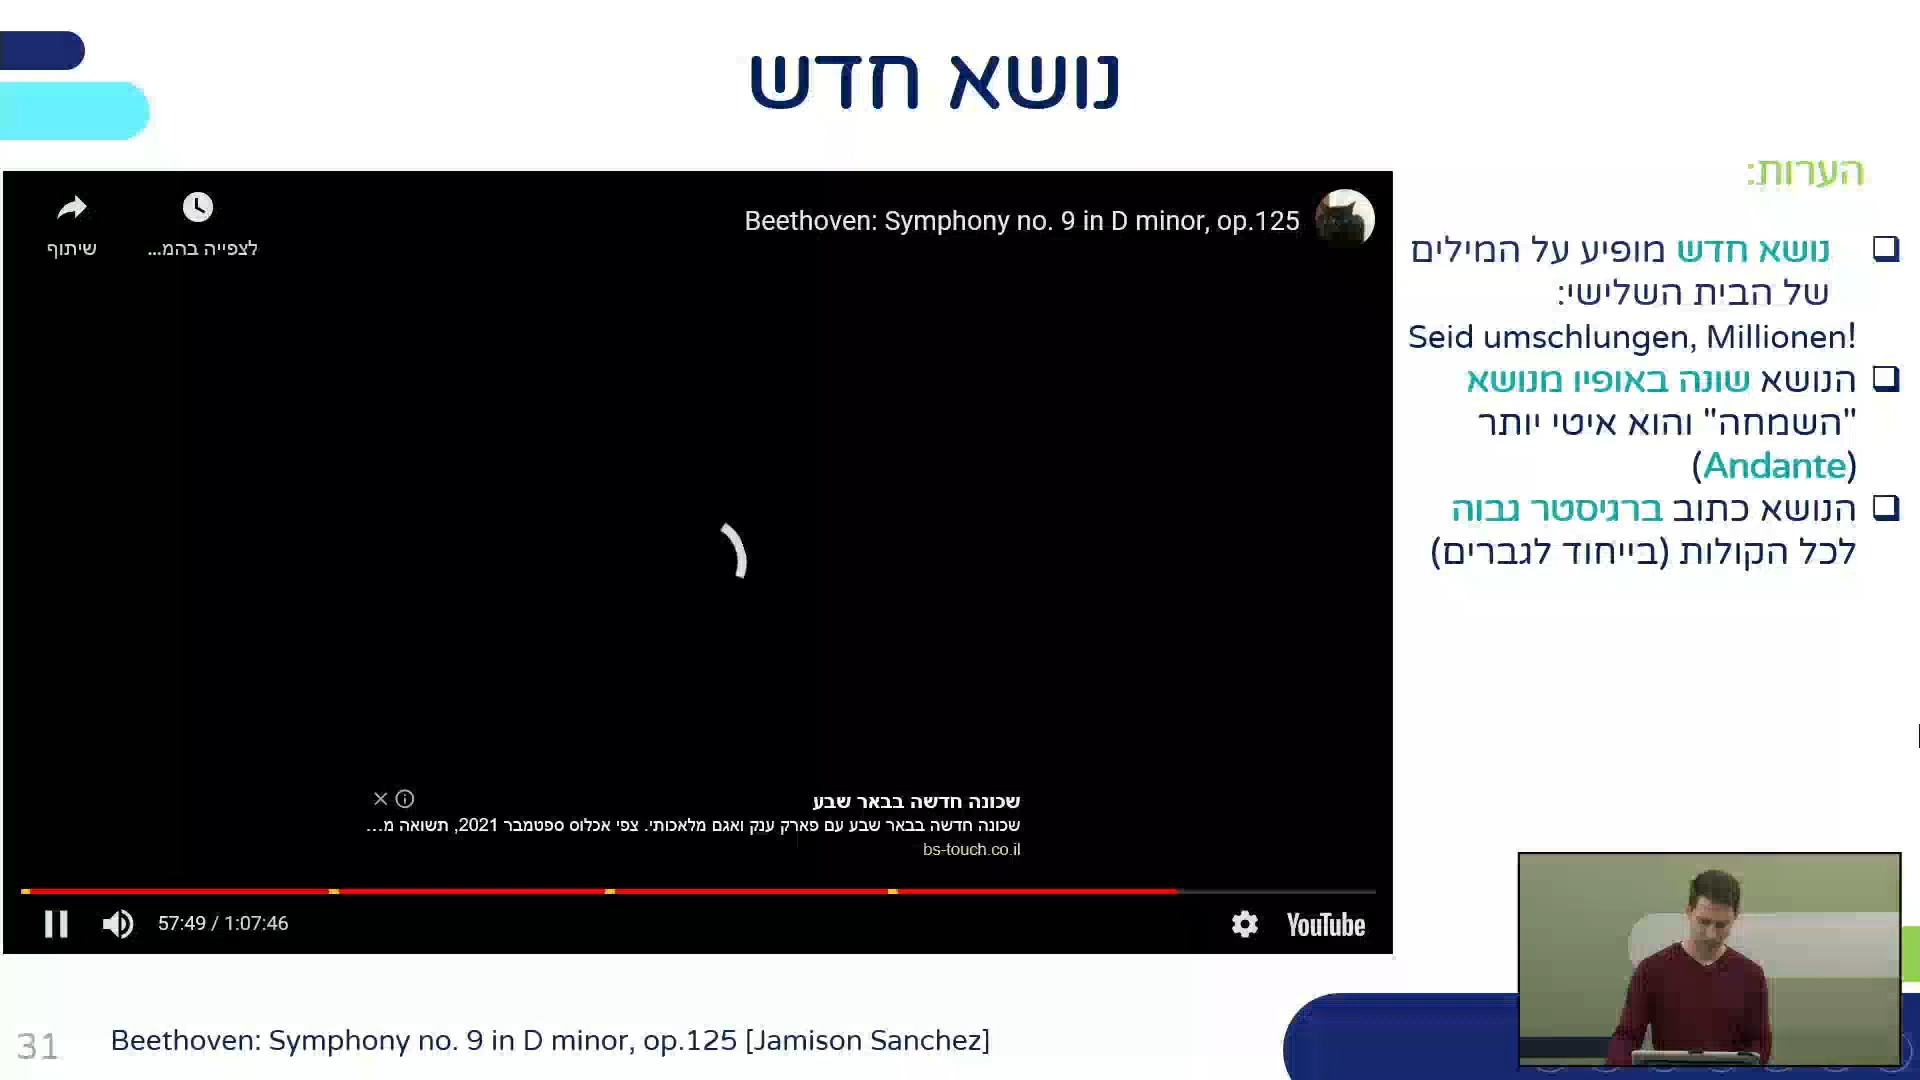 נושא חדש
הערות:
נושא חדש מופיע על המילים
של הבית השלישי:
Seid umschlungen, Millionen!
הנושא שונה באופיו מנושא
"השמחה" והוא איטי יותר
(Andante)
הנושא כתוב ברגיסטר גבוה
לכל הקולות (בייחוד לגברים)
Beethoven: Symphony no. 9 in D minor, op.125
לצפייה בהמ...
שיתוף
שכונה חדשה בבאר שבע
שכונה חדשה בבאר שבע עם פארק ענק ואגם מלאכותי. צפי אכלוס ספטמבר 2021, תשואה מ...
bs-touch.co.il
57:49 / 1:07:46
YouTube
31
Beethoven: Symphony no. 9 in D minor, op.125 [Jamison Sanchez]